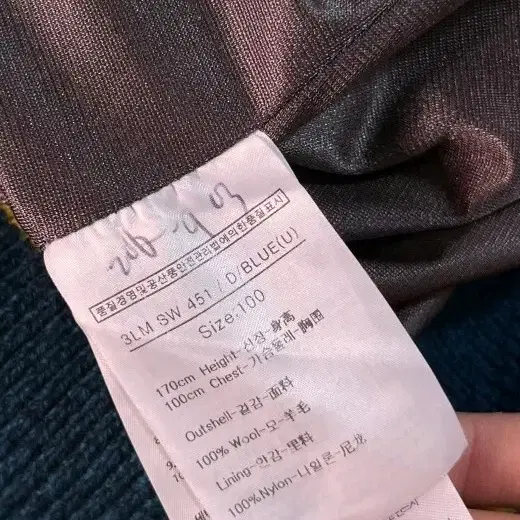 품질경영및공산품안전관리법에의한품질표시
3LM SW 451 / D/BLUE(U)
Size-100
170cm Height-신장-身高
100cm Chest-가슴둘레-胸围
Outshell-겉감-面料
100% Wool-모-羊毛
Lining-안감-里料
100%Nylon-나일론-尼龙